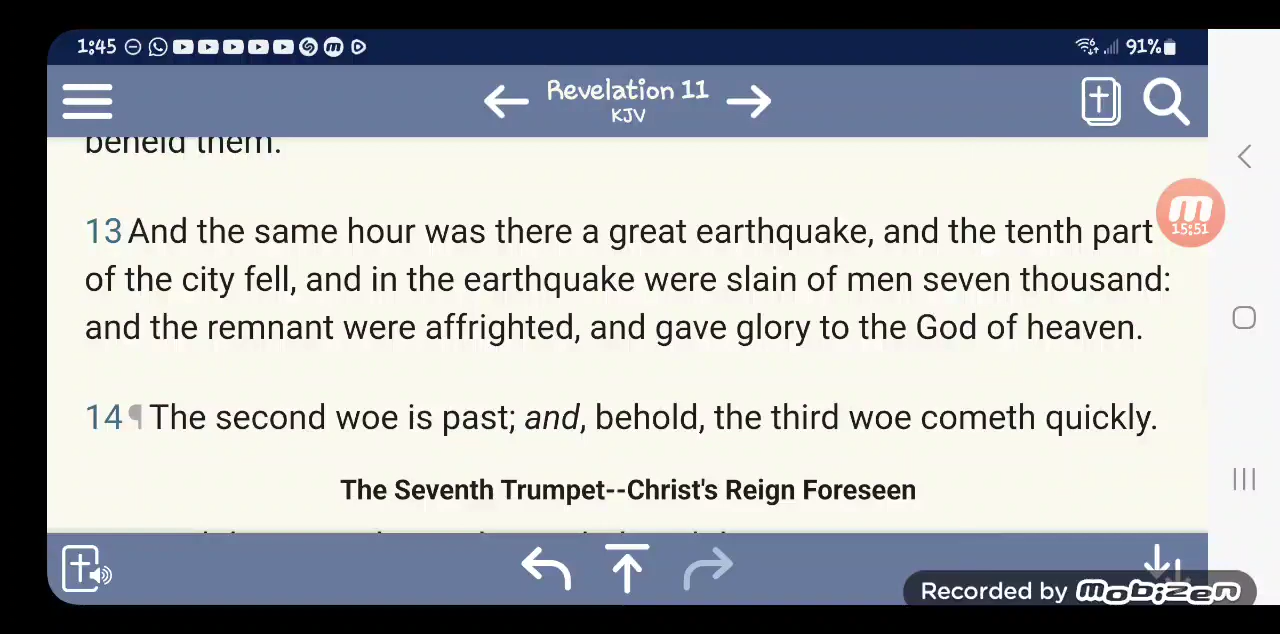 1:45 91%
Revelation 11
KJV
beheld them.
15:51
13 And the same hour was there a great earthquake, and the tenth part
of the city fell, and in the earthquake were slain of men seven thousand:
and the remnant were affrighted, and gave glory to the God of heaven.
14 ¶ The second woe is past; and, behold, the third woe cometh quickly.
The Seventh Trumpet--Christ's Reign Foreseen
Recorded by mobizen